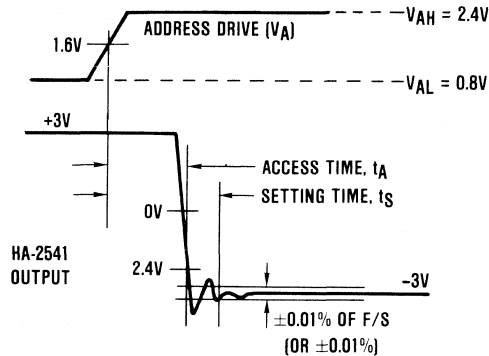 ADDRESS DRIVE (VA)
VAH = 2.4V
1.6V
VAL = 0.8V
+3V
ACCESS TIME, tA
SETTING TIME, tS
0V
HA-2541
OUTPUT
2.4V
−3V
±0.01% OF F/S
(OR ±0.01%)